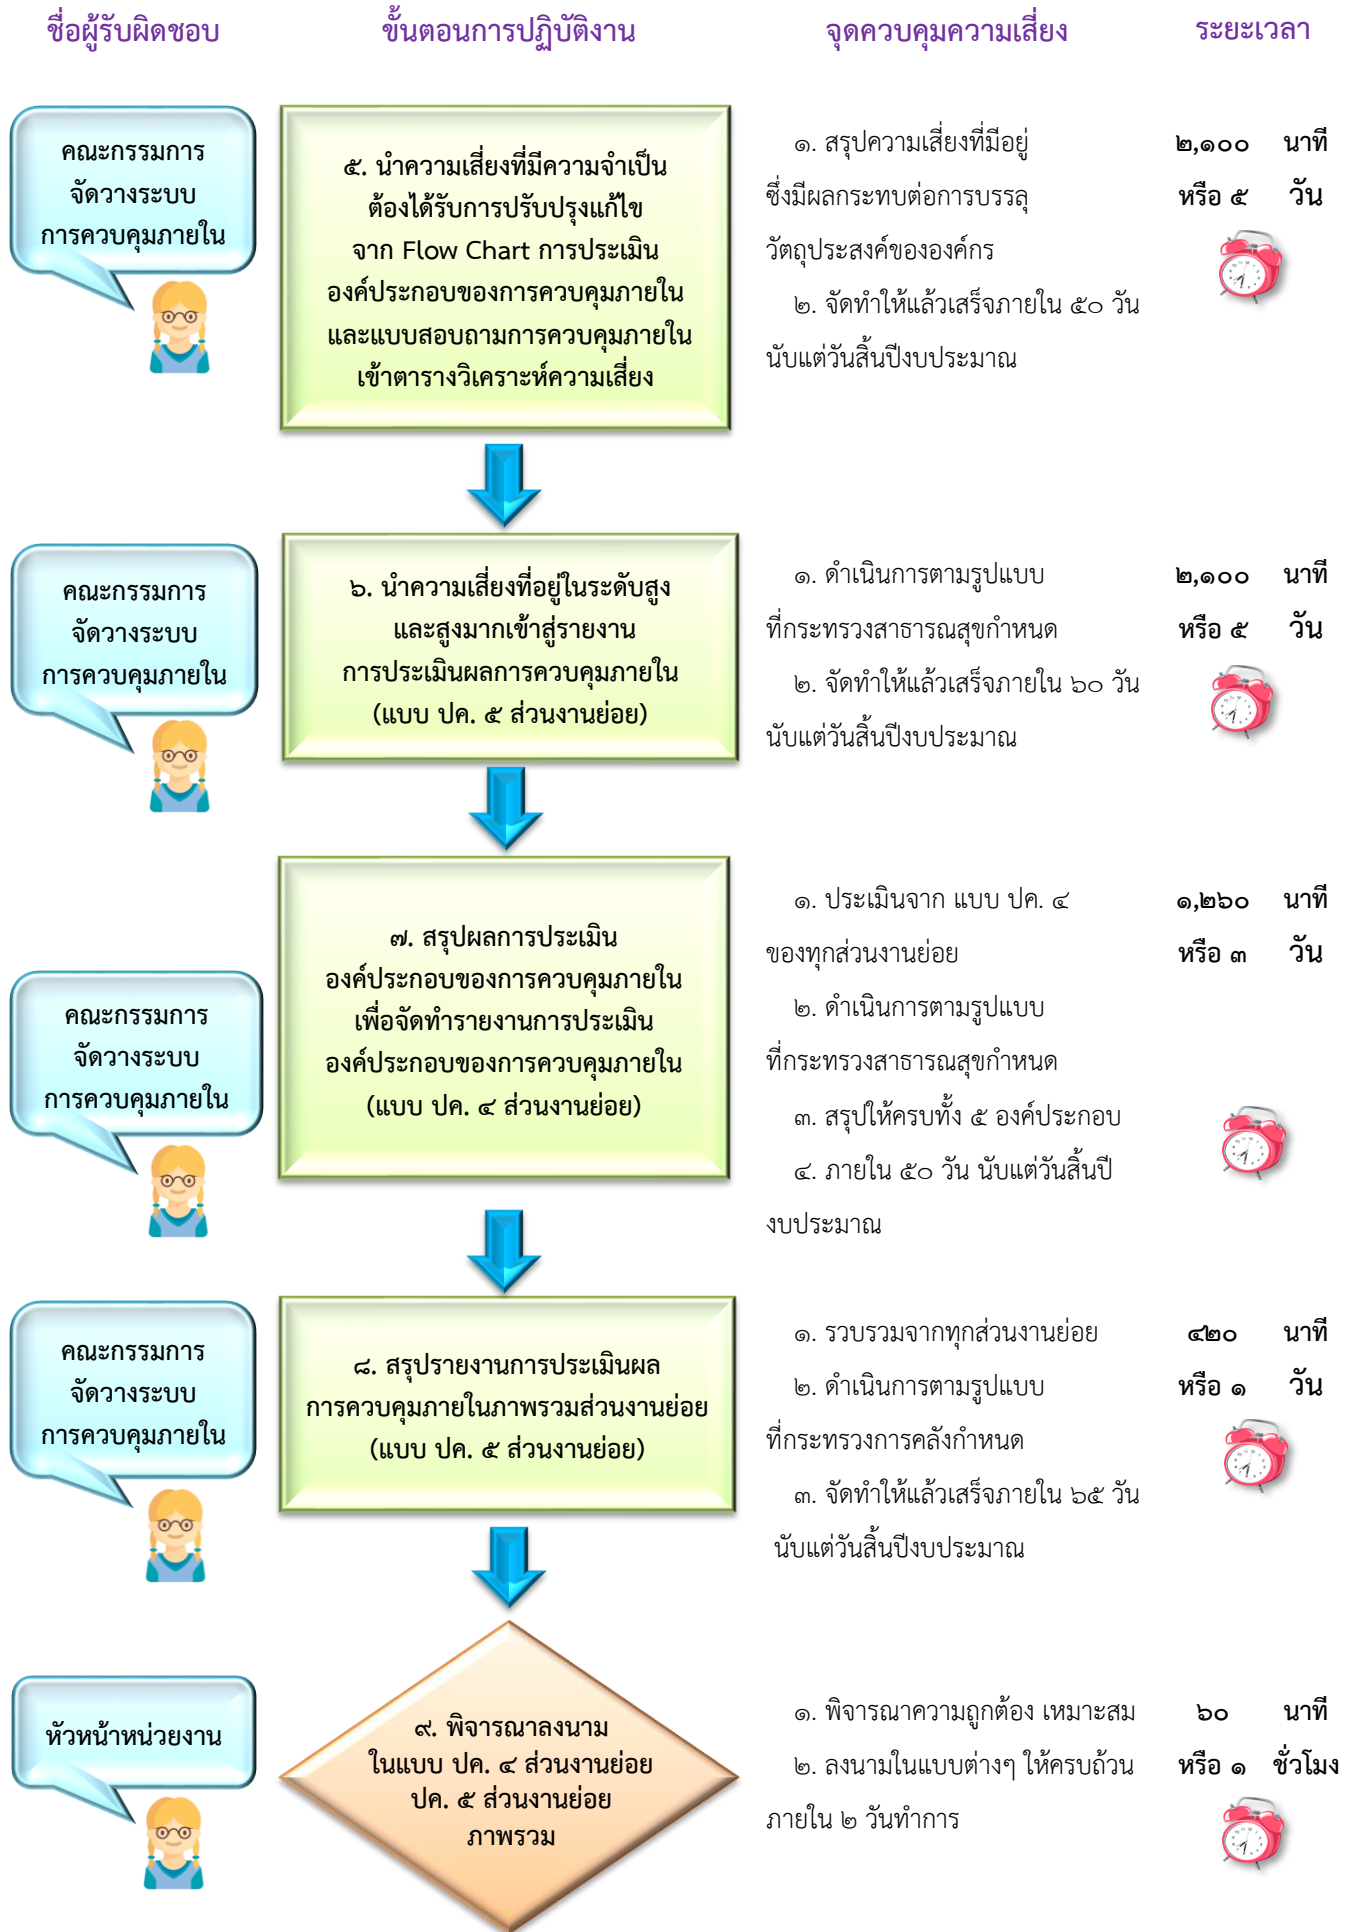 ชื่อผู้รับผิดชอบ ขั้นตอนการปฏิบัติงาน จุดควบคุมความเสี่ยง ระยะเวลา
คณะกรรมการ
จัดวางระบบ
การควบคุมภายใน
๕. นำความเสี่ยงที่มีความจำเป็น
ต้องได้รับการปรับปรุงแก้ไข
จาก Flow Chart การประเมิน
องค์ประกอบของการควบคุมภายใน
และแบบสอบถามการควบคุมภายใน
เข้าตารางวิเคราะห์ความเสี่ยง
๑. สรุปความเสี่ยงที่มีอยู่
ซึ่งมีผลกระทบต่อการบรรลุ
วัตถุประสงค์ขององค์กร
๒. จัดทำให้แล้วเสร็จภายใน ๕๐ วัน
นับแต่วันสิ้นปีงบประมาณ
๒,๑๐๐ นาที
หรือ ๕ วัน
คณะกรรมการ
จัดวางระบบ
การควบคุมภายใน
๖. นำความเสี่ยงที่อยู่ในระดับสูง
และสูงมากเข้าสู่รายงาน
การประเมินผลการควบคุมภายใน
(แบบ ปค. ๕ ส่วนงานย่อย)
๑. ดำเนินการตามรูปแบบ
ที่กระทรวงสาธารณสุขกำหนด
๒. จัดทำให้แล้วเสร็จภายใน ๖๐ วัน
นับแต่วันสิ้นปีงบประมาณ
๒,๑๐๐ นาที
หรือ ๕ วัน
คณะกรรมการ
จัดวางระบบ
การควบคุมภายใน
๗. สรุปผลการประเมิน
องค์ประกอบของการควบคุมภายใน
เพื่อจัดทำรายงานการประเมิน
องค์ประกอบของการควบคุมภายใน
(แบบ ปค. ๔ ส่วนงานย่อย)
๑. ประเมินจาก แบบ ปค. ๔
ของทุกส่วนงานย่อย
๒. ดำเนินการตามรูปแบบ
ที่กระทรวงสาธารณสุขกำหนด
๓. สรุปให้ครบทั้ง ๕ องค์ประกอบ
๔. ภายใน ๕๐ วัน นับแต่วันสิ้นปี
งบประมาณ
๑,๒๖๐ นาที
หรือ ๓ วัน
คณะกรรมการ
จัดวางระบบ
การควบคุมภายใน
๘. สรุปรายงานการประเมินผล
การควบคุมภายในภาพรวมส่วนงานย่อย
(แบบ ปค. ๕ ส่วนงานย่อย)
๑. รวบรวมจากทุกส่วนงานย่อย
๒. ดำเนินการตามรูปแบบ
ที่กระทรวงการคลังกำหนด
๓. จัดทำให้แล้วเสร็จภายใน ๖๕ วัน
นับแต่วันสิ้นปีงบประมาณ
๔๒๐ นาที
หรือ ๑ วัน
หัวหน้าหน่วยงาน
๙. พิจารณาลงนาม
ในแบบ ปค. ๔ ส่วนงานย่อย
ปค. ๕ ส่วนงานย่อย
ภาพรวม
๑. พิจารณาความถูกต้อง เหมาะสม
๒. ลงนามในแบบต่างๆ ให้ครบถ้วน
ภายใน ๒ วันทำการ
๖๐ นาที
หรือ ๑ ชั่วโมง